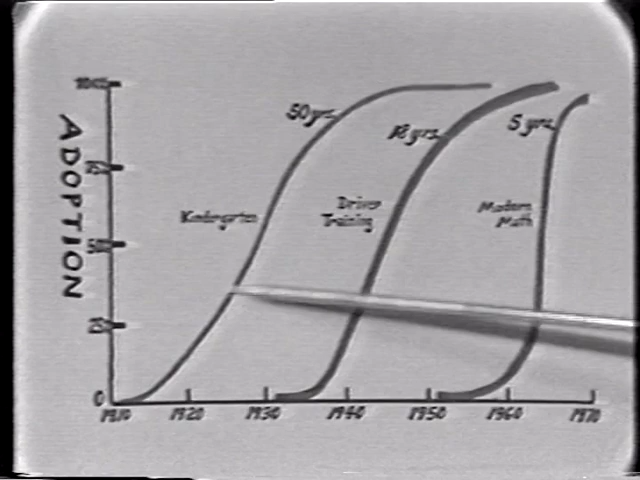 ADOPTION
100%
75%
50%
25
0
50 yrs.
18 yrs.
5 yrs.
Kindergarten
Driver
Training
Modern
Math
1910
1920
1930
1940
1950
1960
1970